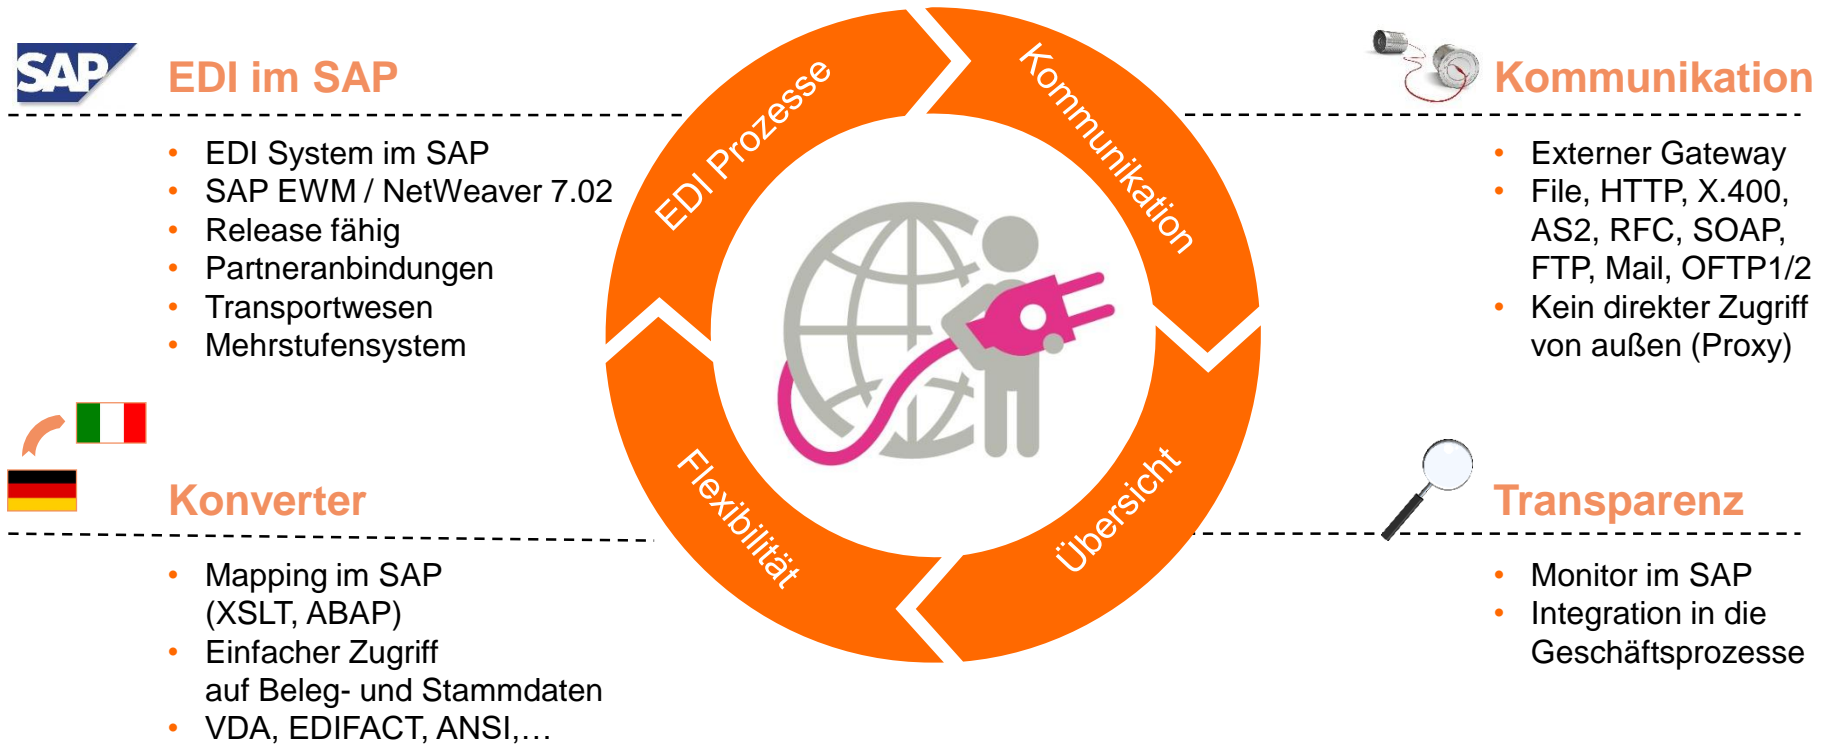 SAP
EDI im SAP
• EDI System im SAP
• SAP EWM / NetWeaver 7.02
• Release fähig
• Partneranbindungen
• Transportwesen
• Mehrstufensystem
EDI Prozesse
Kommunikation
Übersicht
Flexibilität
Kommunikation
• Externer Gateway
• File, HTTP, X.400,
AS2, RFC, SOAP,
FTP, Mail, OFTP1/2
• Kein direkter Zugriff
von außen (Proxy)
Konverter
• Mapping im SAP
(XSLT, ABAP)
• Einfacher Zugriff
auf Beleg- und Stammdaten
• VDA, EDIFACT, ANSI,…
Transparenz
• Monitor im SAP
• Integration in die
Geschäftsprozesse